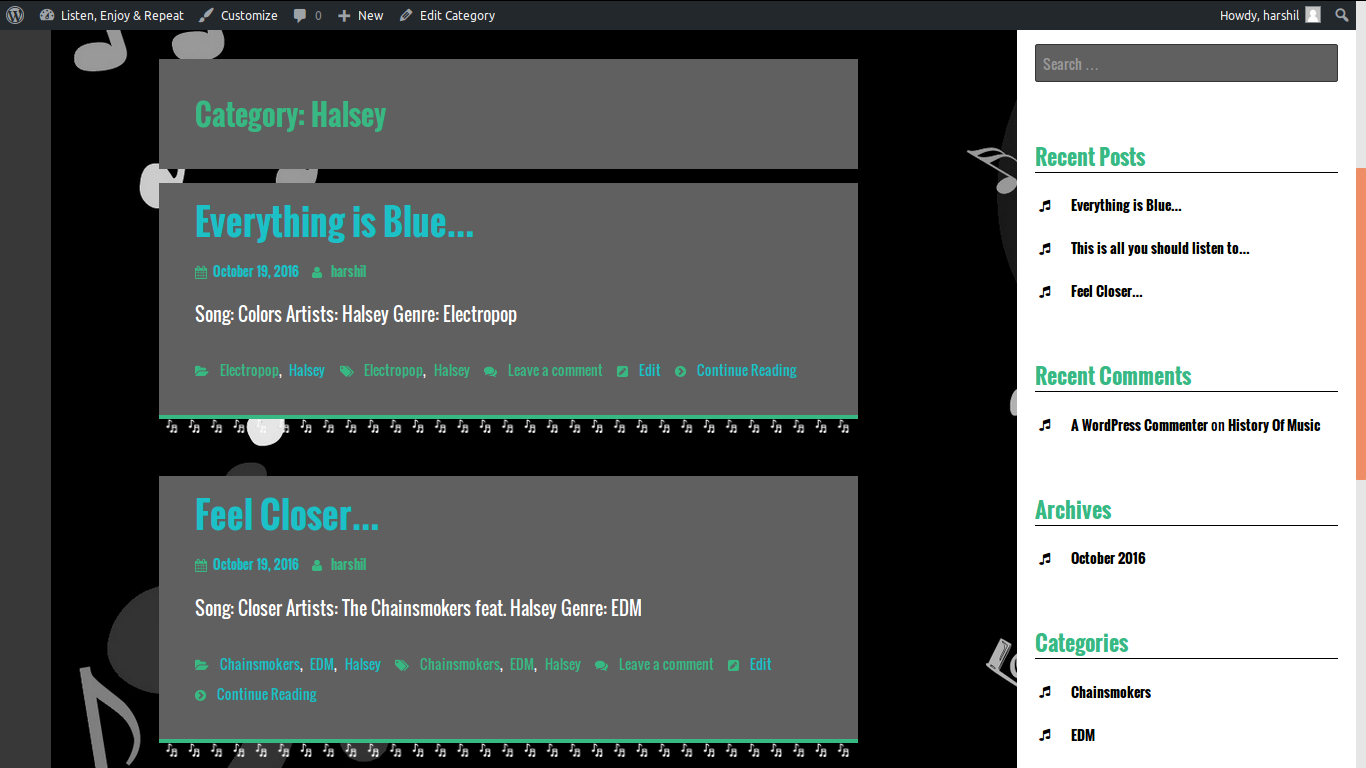 Listen, Enjoy & Repeat Customize 0 New Edit Category Howdy, harshil
Category: Halsey
Everything is Blue...
October 19, 2016 harshil
Song: Colors Artists: Halsey Genre: Electropop
Electropop, Halsey Electropop, Halsey Leave a comment Edit Continue Reading
Feel Closer...
October 19, 2016 harshil
Song: Closer Artists: The Chainsmokers feat. Halsey Genre: EDM
Chainsmokers, EDM, Halsey Chainsmokers, EDM, Halsey Leave a comment Edit
Continue Reading
Search ...
Recent Posts
Everything is Blue...
This is all you should listen to...
Feel Closer...
Recent Comments
A WordPress Commenter on History Of Music
Archives
October 2016
Categories
Chainsmokers
EDM